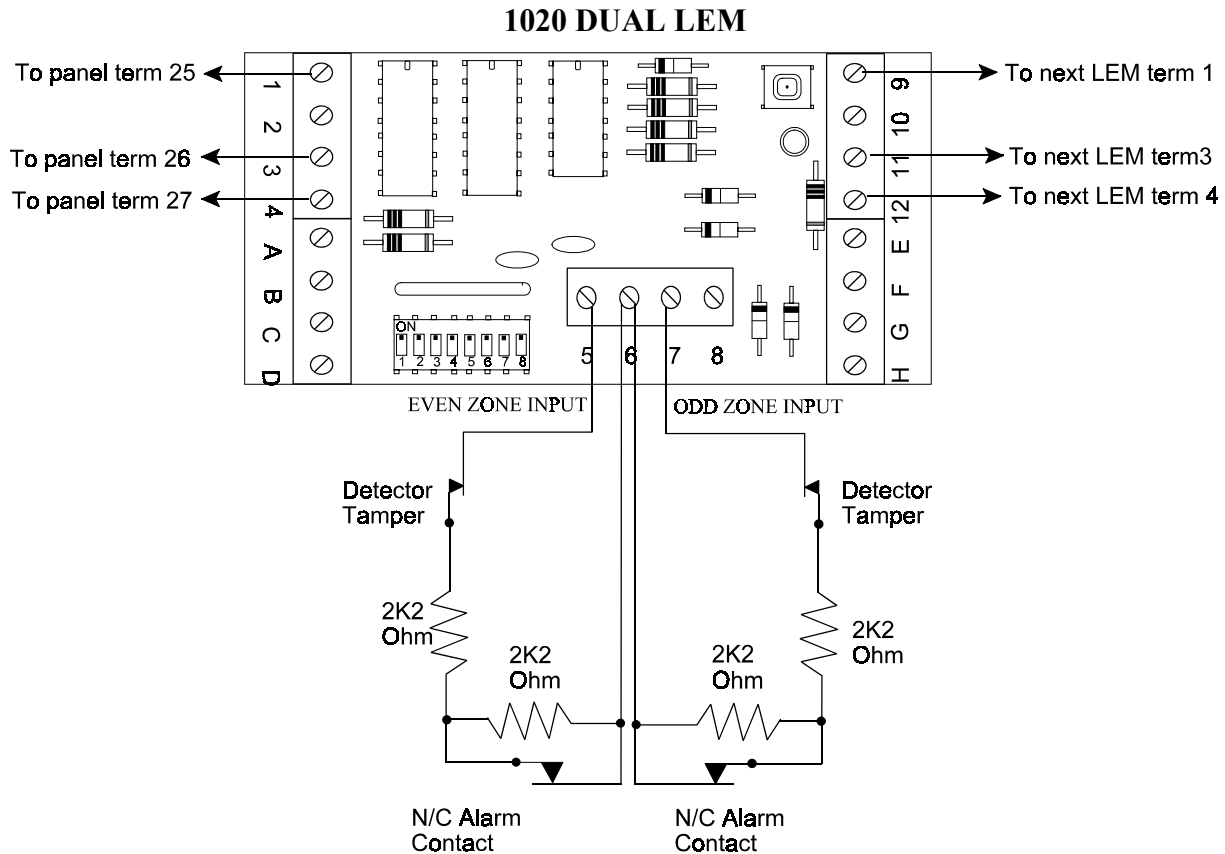 1020 DUAL LEM
To panel term 25
To panel term 26
To panel term 27
1
2
3
4
A
B
C
D
9
10
11
12
E
F
G
H
To next LEM term 1
To next LEM term3
To next LEM term 4
ON
1 2 3 4 5 6 7 8
5 6 7 8
EVEN ZONE INPUT
ODD ZONE INPUT
Detector
Tamper
Detector
Tamper
2K2
Ohm
2K2
Ohm
2K2
Ohm
2K2
Ohm
N/C Alarm
Contact
N/C Alarm
Contact